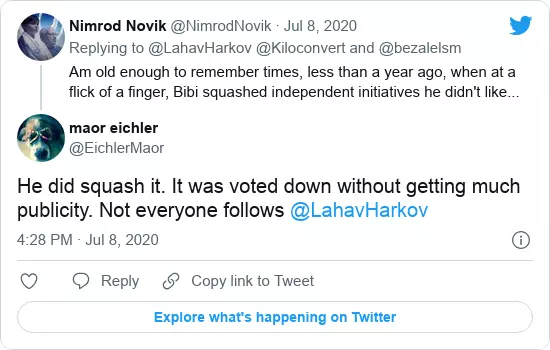 Nimrod Novik @NimrodNovik · Jul 8, 2020
Replying to @LahavHarkov @Kiloconvert and @bezalelsm
Am old enough to remember times, less than a year ago, when at a
flick of a finger, Bibi squashed independent initiatives he didn't like...
maor eichler
@EichlerMaor
He did squash it. It was voted down without getting much
publicity. Not everyone follows @LahavHarkov
4:28 PM · Jul 8, 2020
Reply
Copy link to Tweet
Explore what's happening on Twitter